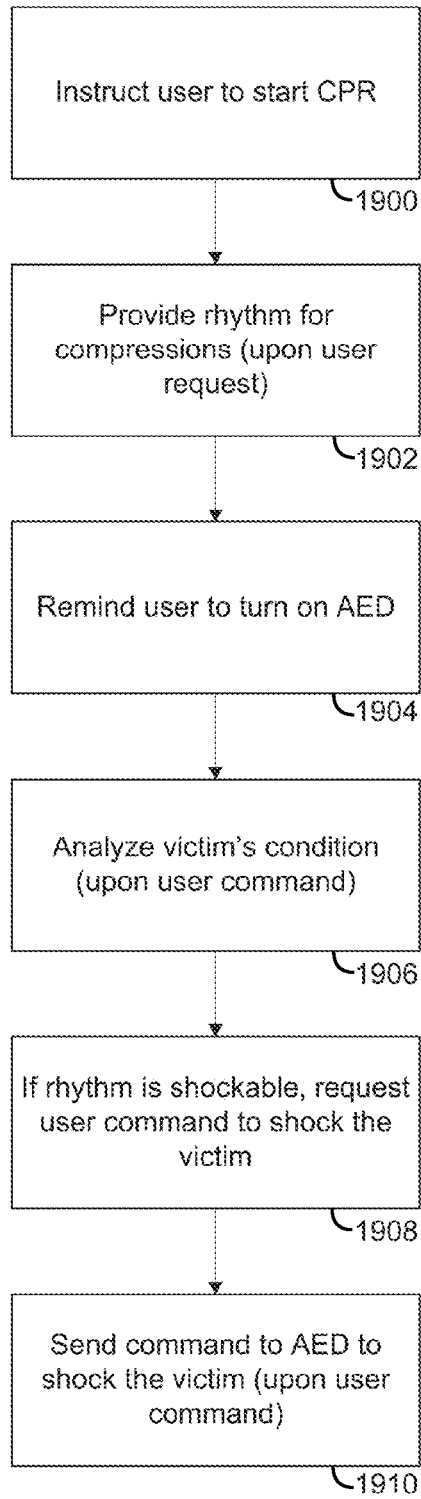 Instruct user to start CPR
1900
Provide rhythm for
compressions (upon user
request)
1902
Remind user to turn on AED
1904
Analyze victim's condition
(upon user command)
1906
If rhythm is shockable, request
user command to shock the
victim
1908
Send command to AED to
shock the victim (upon user
command)
1910